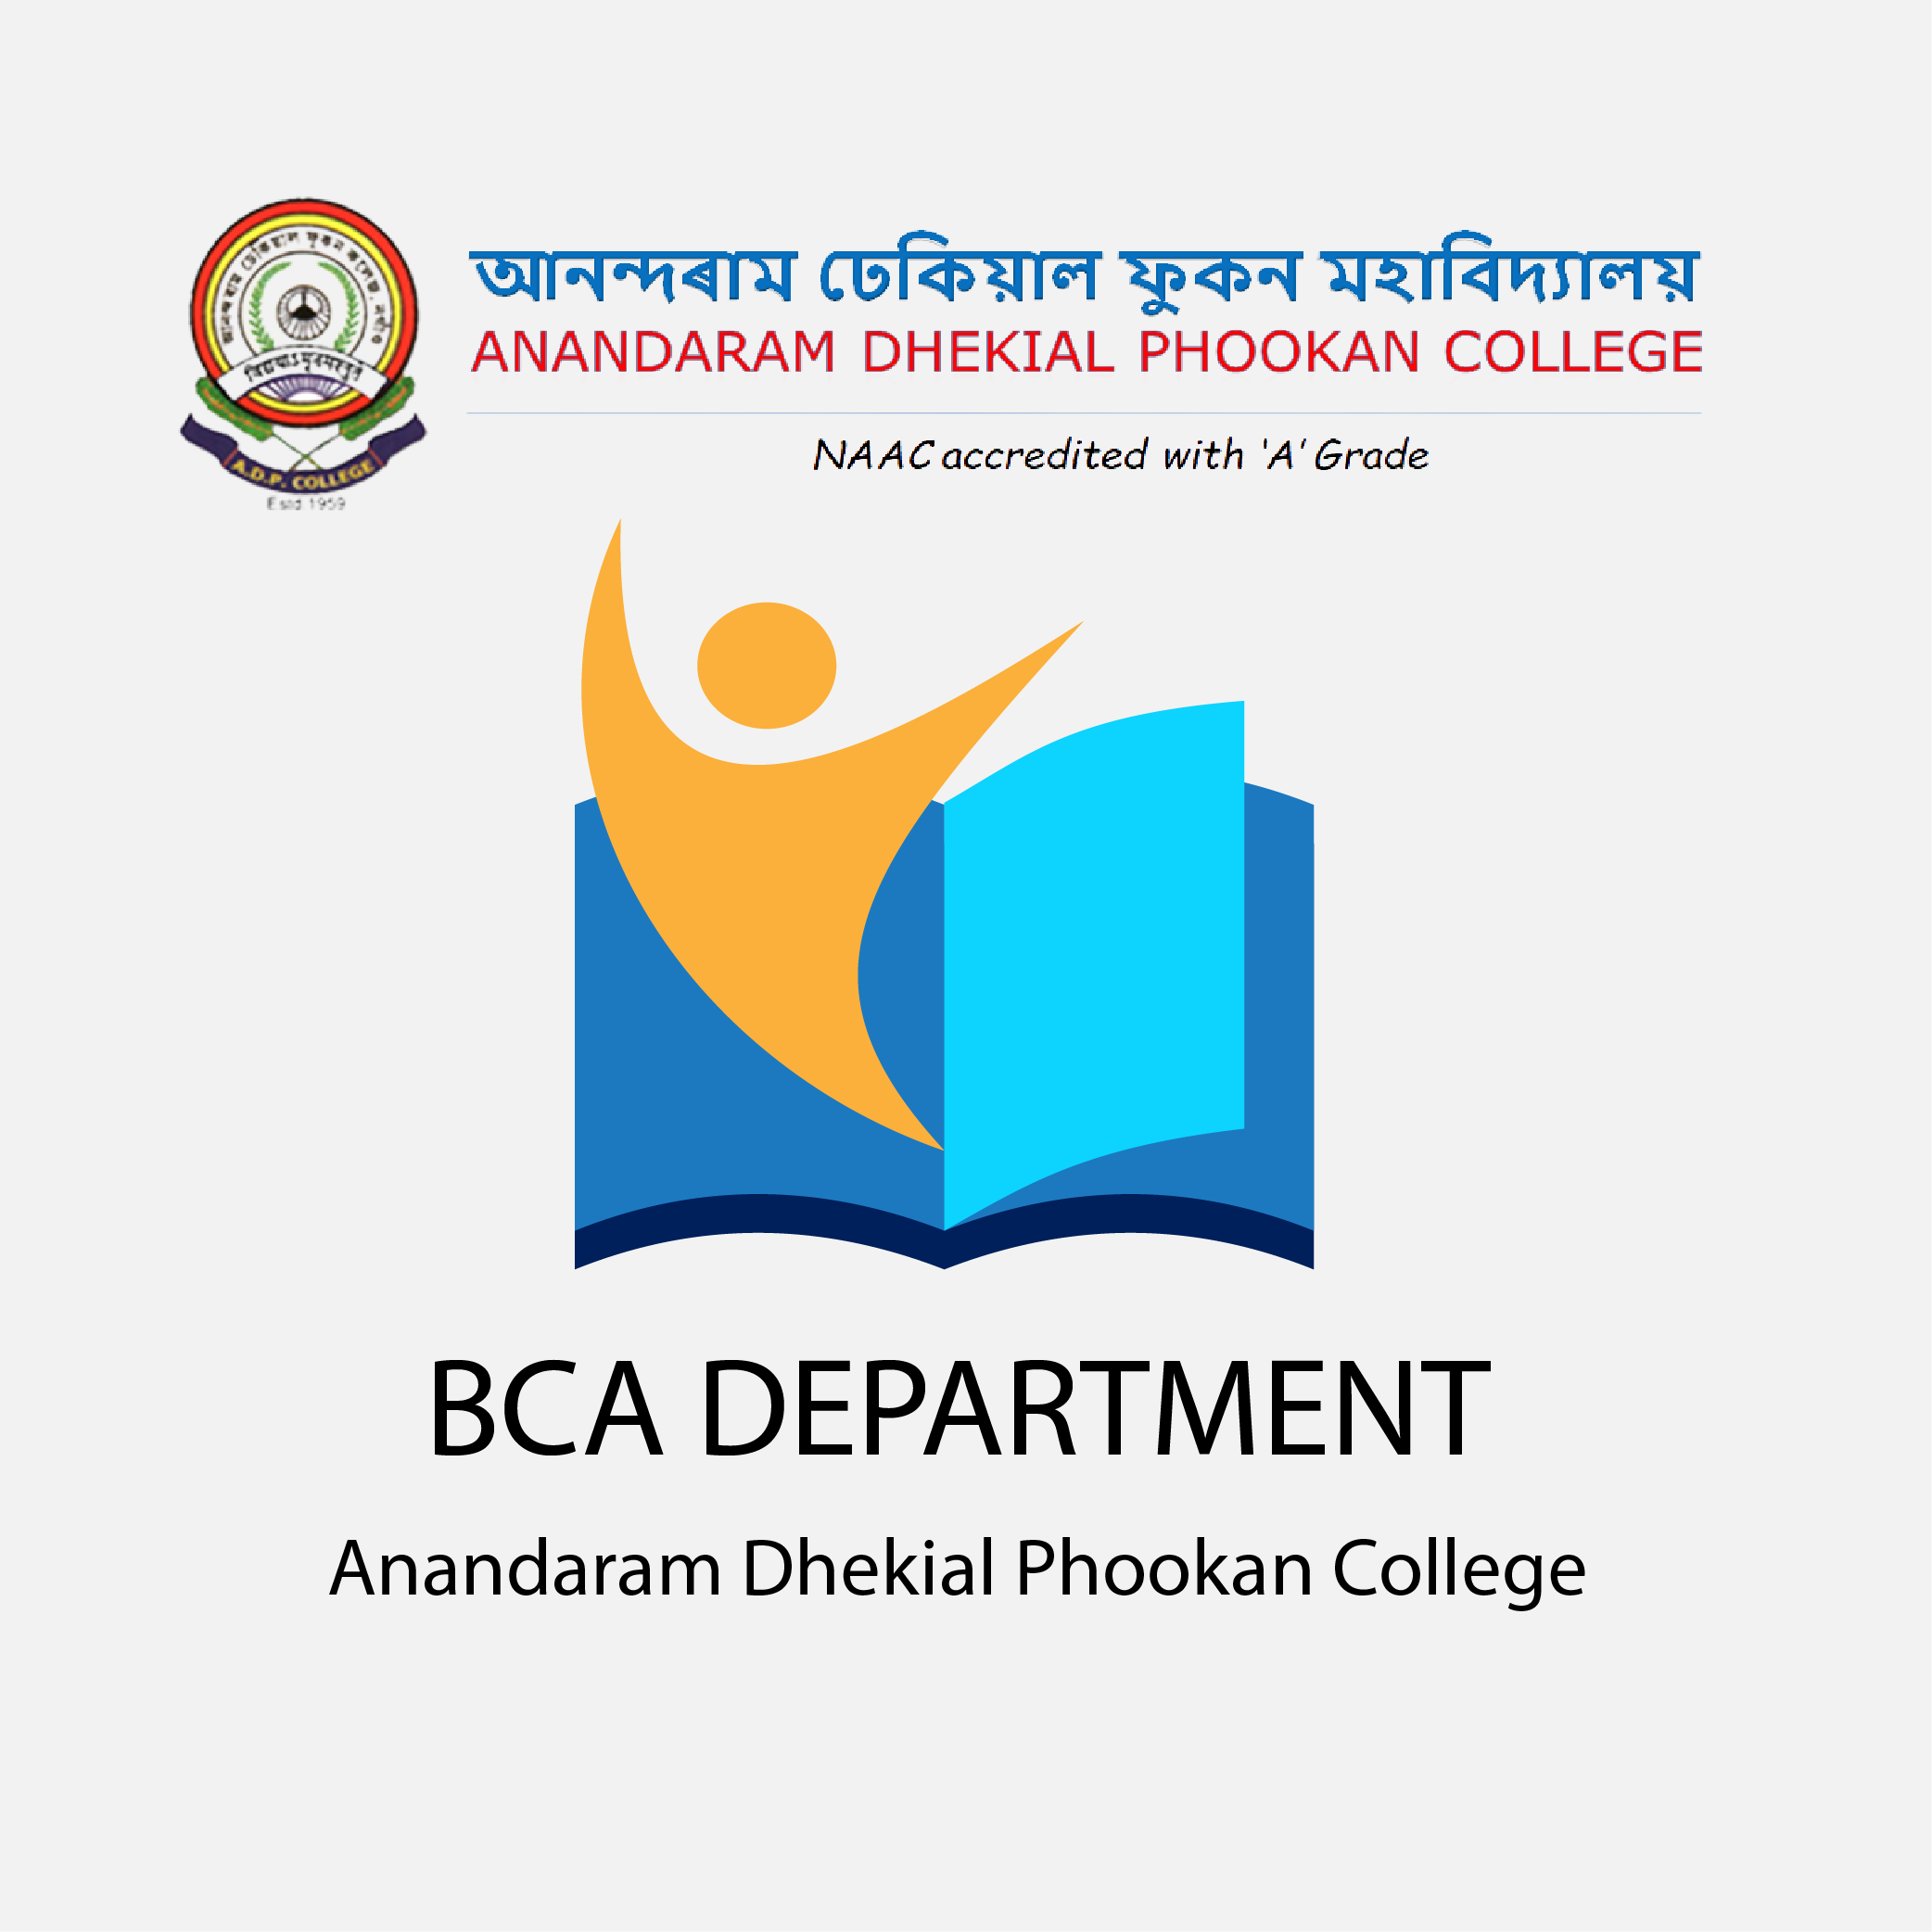 আনন্দৰাম ঢেকিয়াল ফুকন মহাবিদ্যালয়
ANANDARAM DHEKIAL PHOOKAN COLLEGE
NAAC accredited with 'A' Grade
A.D.P. COLLEGE
Estd 1959
BCA DEPARTMENT
Anandaram Dhekial Phookan College